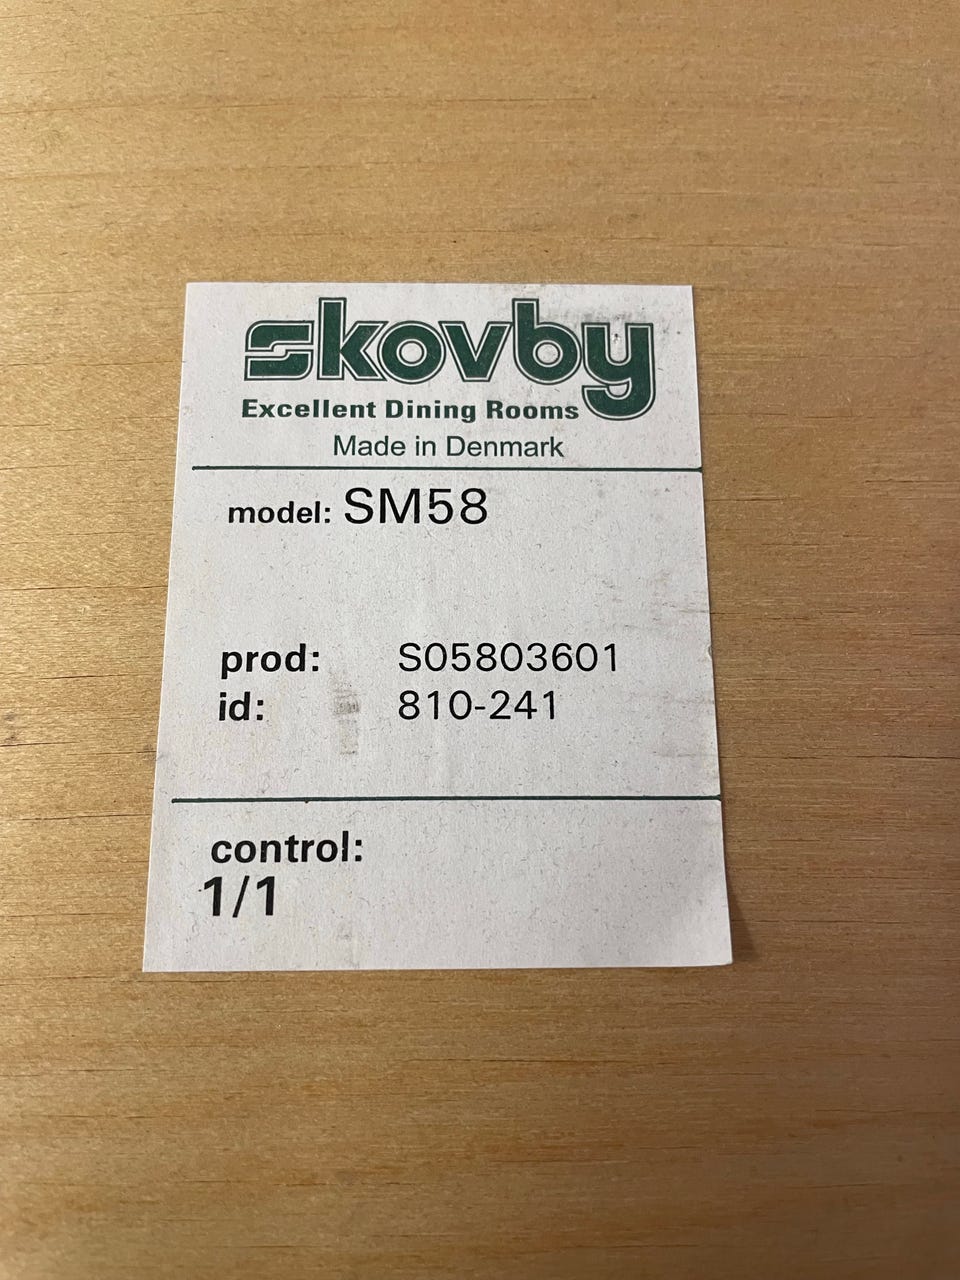 skovby
Excellent Dining Rooms
Made in Denmark
model: SM58
prod: S05803601
id: 810-241
control:
1/1